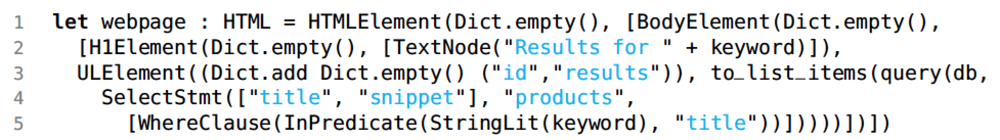 1 let webpage : HTML = HTMLElement(Dict.empty(), [BodyElement(Dict.empty(),
2 [H1Element(Dict.empty(), [TextNode("Results for " + keyword)]),
3 ULElement((Dict.add Dict.empty() ("id","results")), to_list_items(query(db,
4 SelectStmt(["title", "snippet"], "products",
5 [WhereClause(InPredicate(StringLit(keyword), "title"))]))))])])